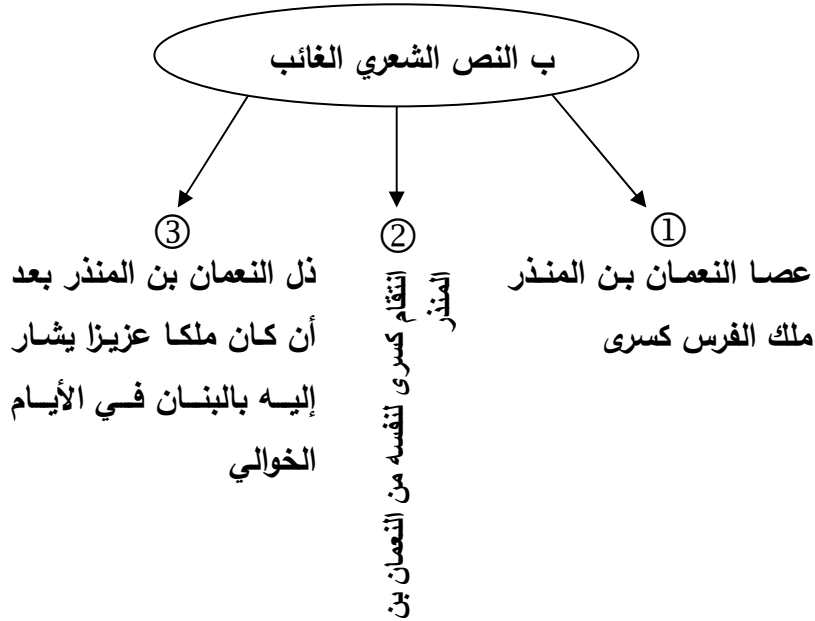 ب النص الشعري الغائب
①
عصا النعمان بن المنذر
ملك الفرس كسرى
②
انتقام كسرى لنفسه من النعمان بن
المنذر
③
ذل النعمان بن المنذر بعد
أن كان ملكا عزيزا يشار
إليه بالبنان في الأيام
الخوالي